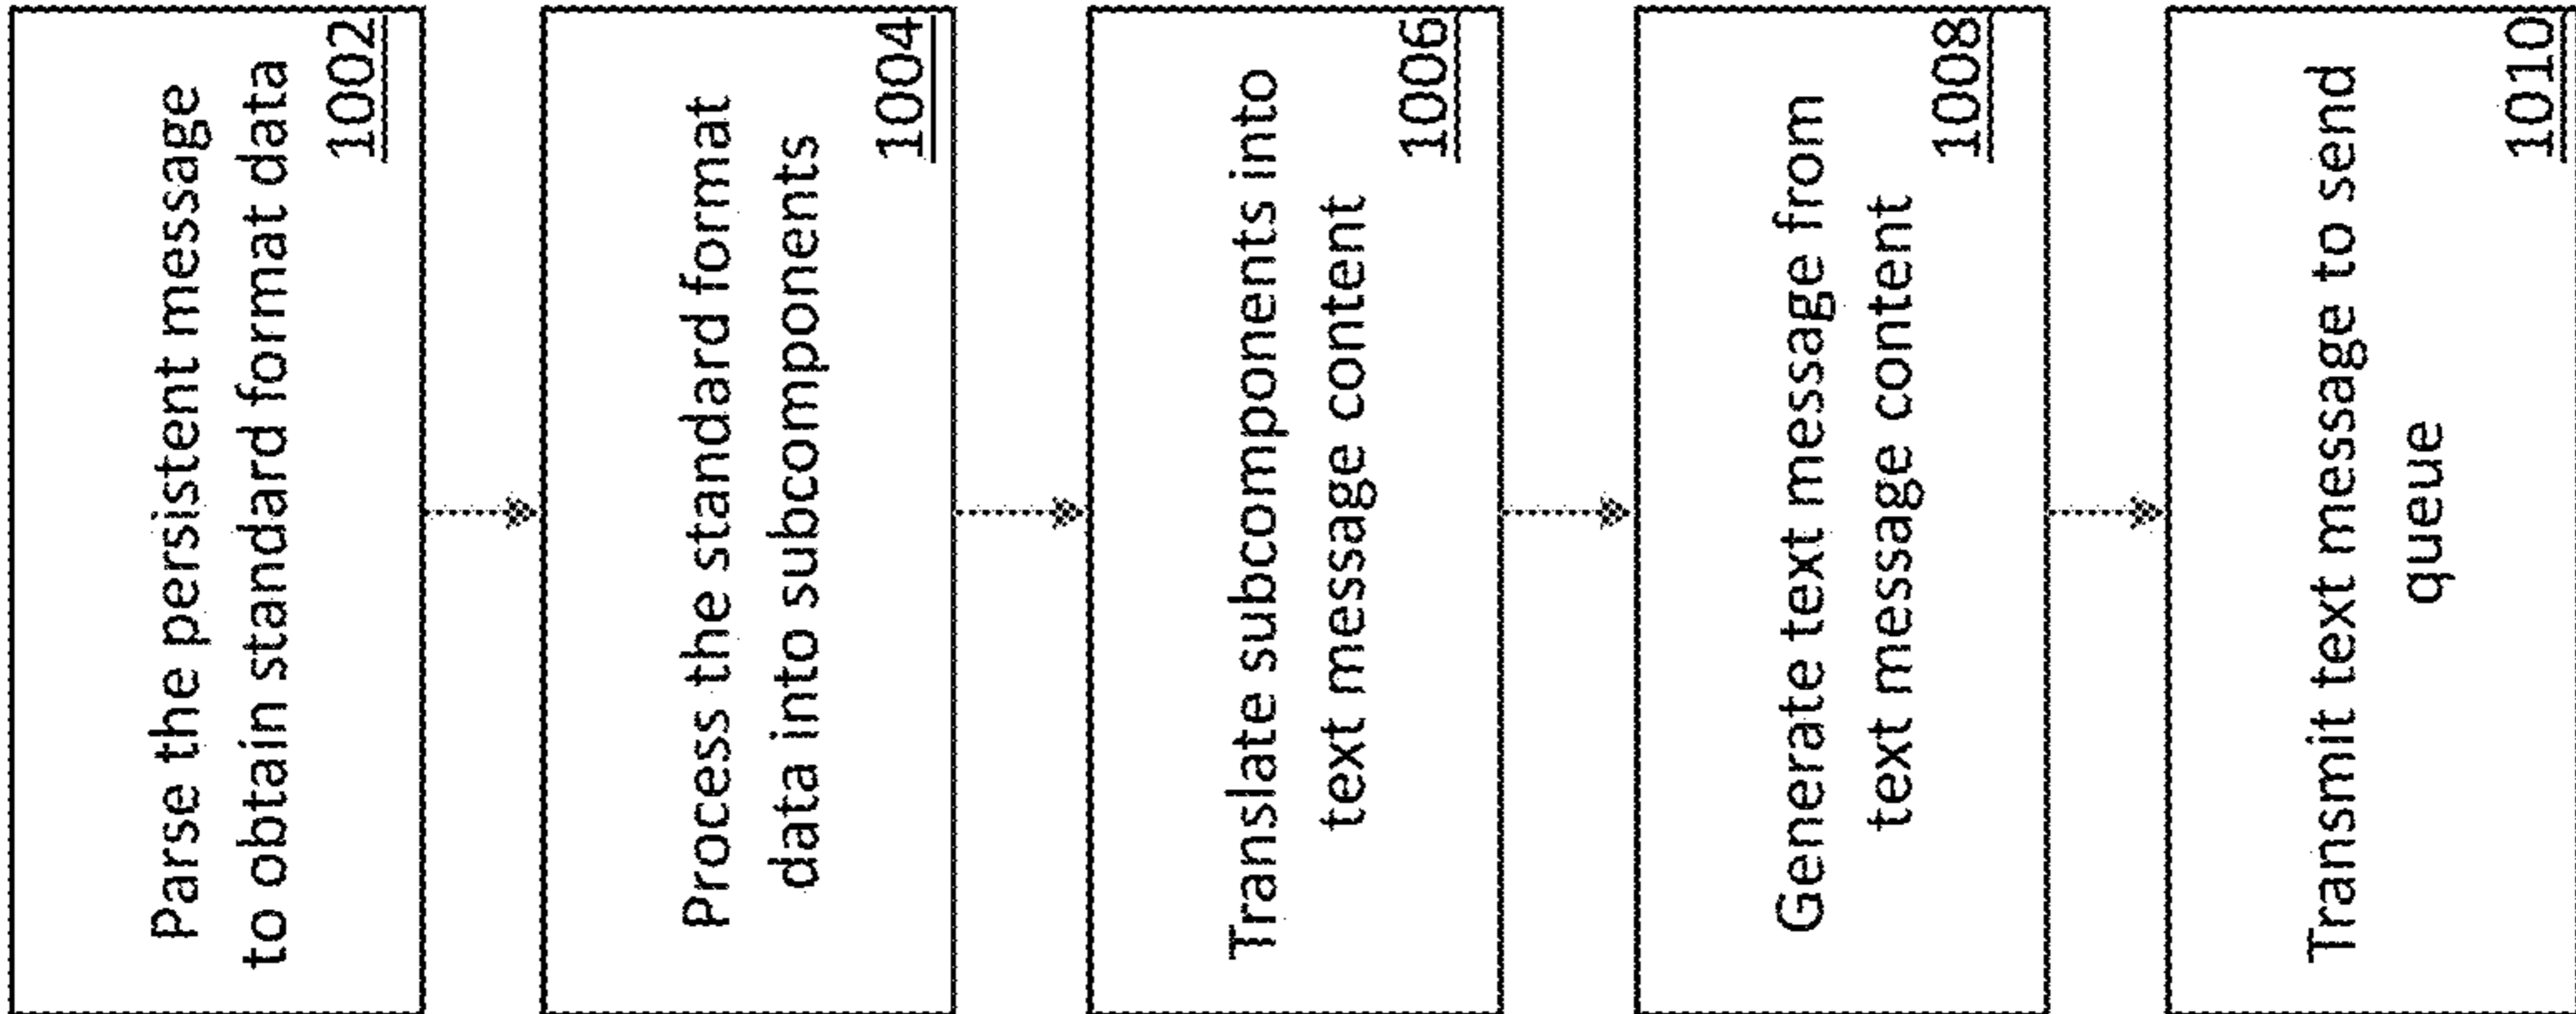 Parse the persistent message
to obtain standard format data
1002
Process the standard format
data into subcomponents
1004
Translate subcomponents into
text message content
1006
Generate text message from
text message content
1008
Transmit text message to send
queue
1010